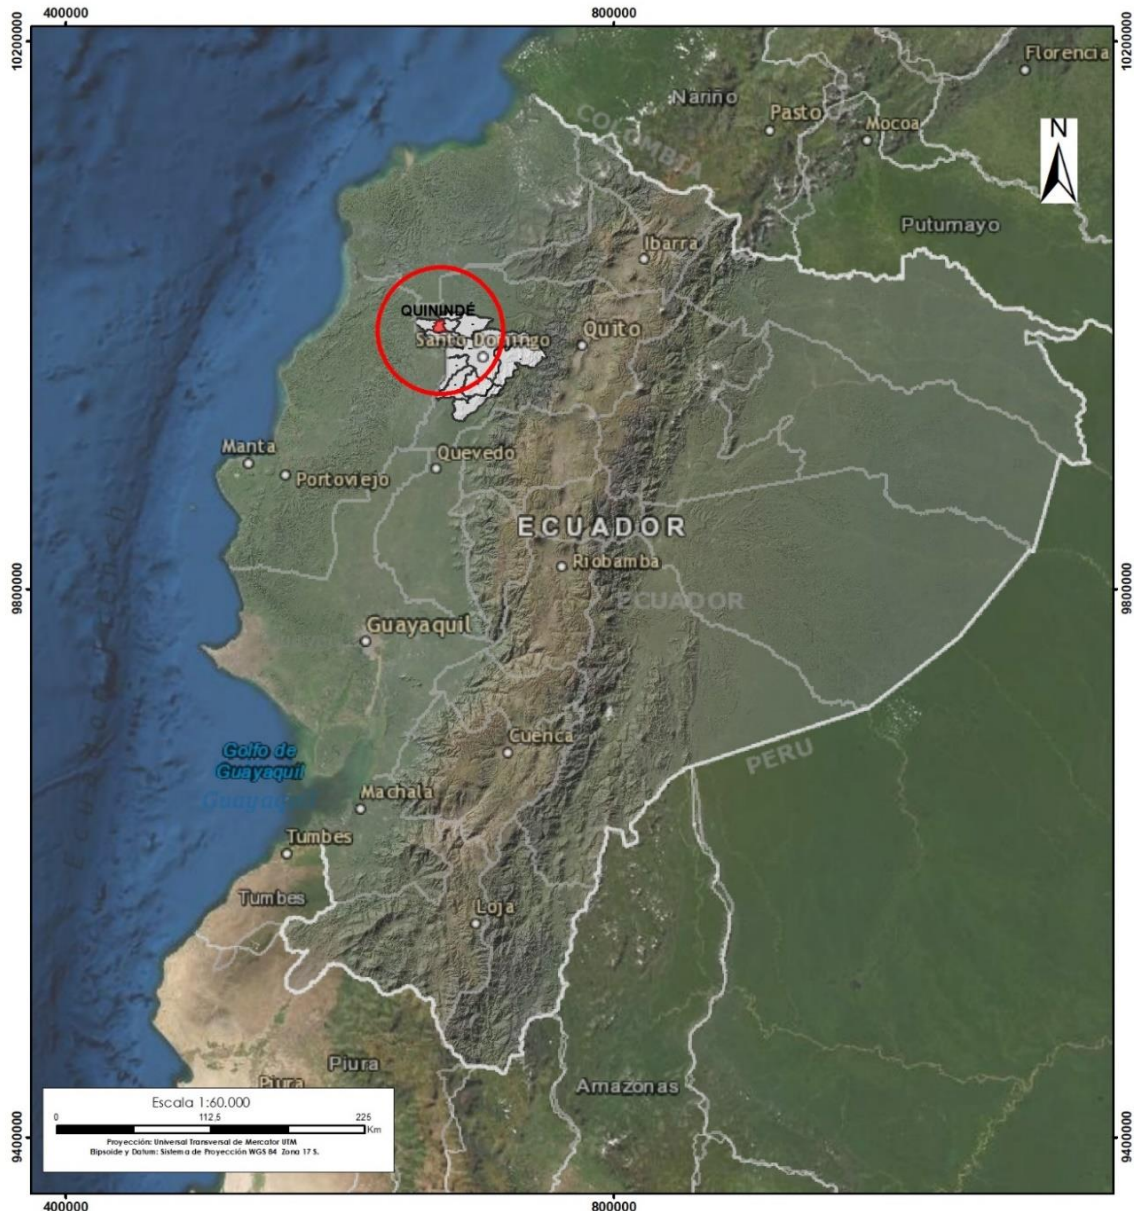 400000
800000
10200000
10200000
Florencia
Nariño
COLOMBIA
Pasto
Mocoa
N
Putumayo
Ibarra
QUININDÉ
Santo Domingo
Quito
Manta
Portoviejo
Quevedo
ECUADOR
Riobamba
9800000
9800000
ECUADOR
Guayaquil
Cuenca
Golfo de
Guayaquil
Guayaquil
PERU
Machala
Tumbes
Tumbes
Loja
Piura
Piura
Amazonas
Escala 1:60.000
0
112,5
225
Km
Proyección: Universal Transversal de Mercator UTM
Elipsoide y Datum: Sistema de Proyección WGS 84 Zona 17 S.
9400000
9400000
400000
800000